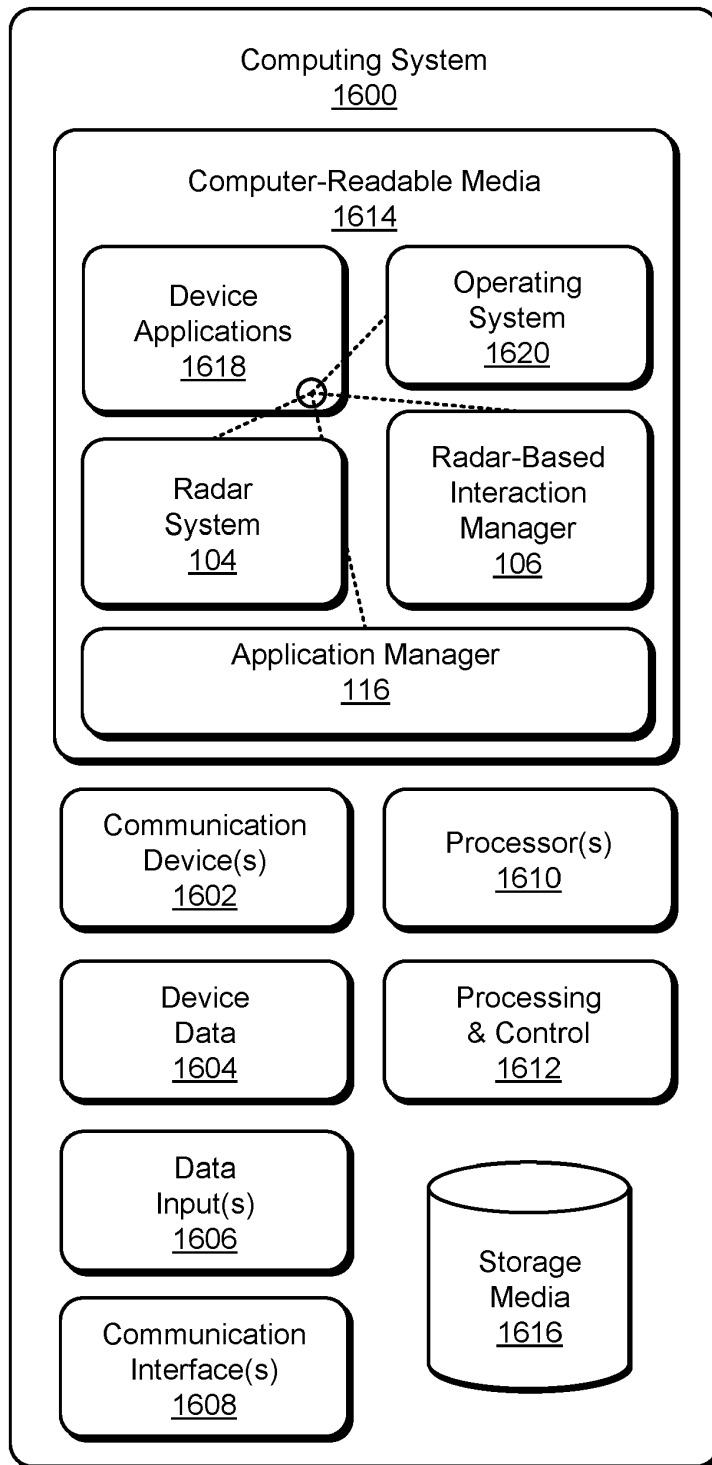 Computing System
1600
Computer-Readable Media
1614
Device
Applications
1618
Operating
System
1620
Radar
System
104
Radar-Based
Interaction
Manager
106
Application Manager
116
Communication
Device(s)
1602
Processor(s)
1610
Device
Data
1604
Processing
& Control
1612
Data
Input(s)
1606
Storage
Media
1616
Communication
Interface(s)
1608